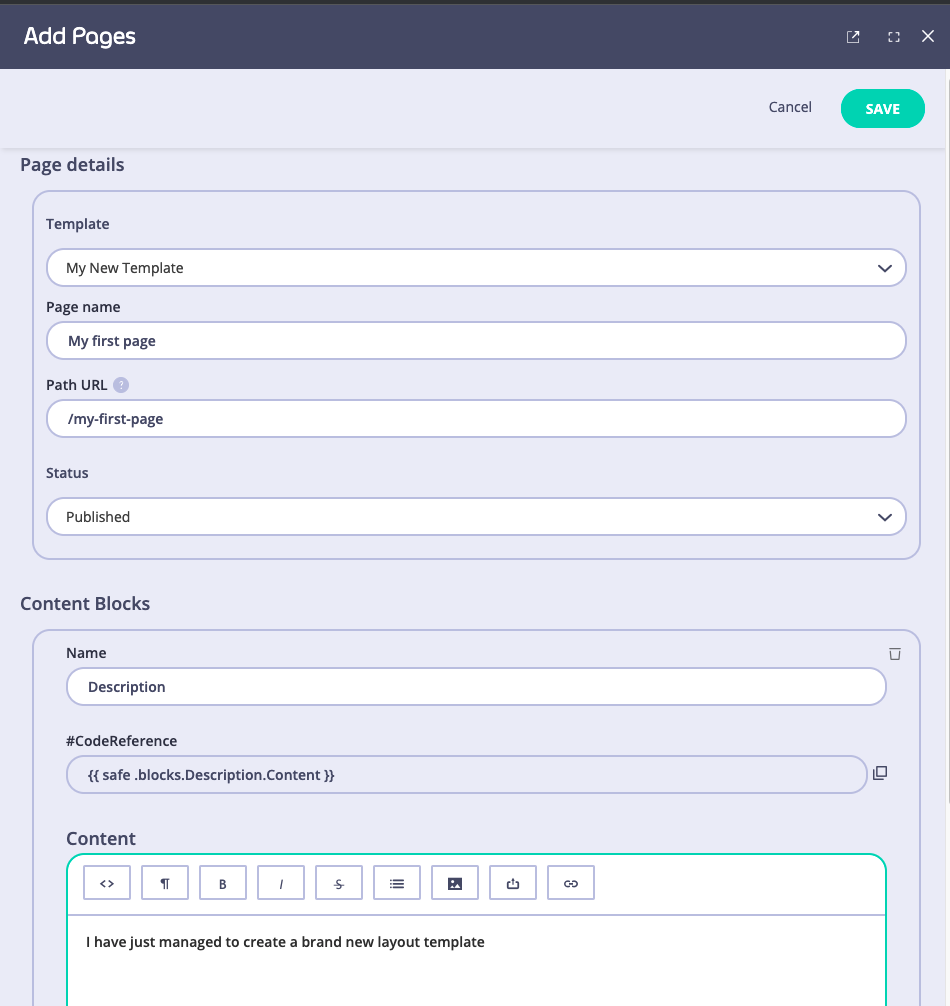 Add Pages
Cancel
SAVE
Page details
Template
My New Template
Page name
My first page
Path URL ?
/my-first-page
Status
Published
Content Blocks
Name
Description
#CodeReference
{{ safe .blocks.Description.Content }}
Content
<> ¶ B I S
I have just managed to create a brand new layout template